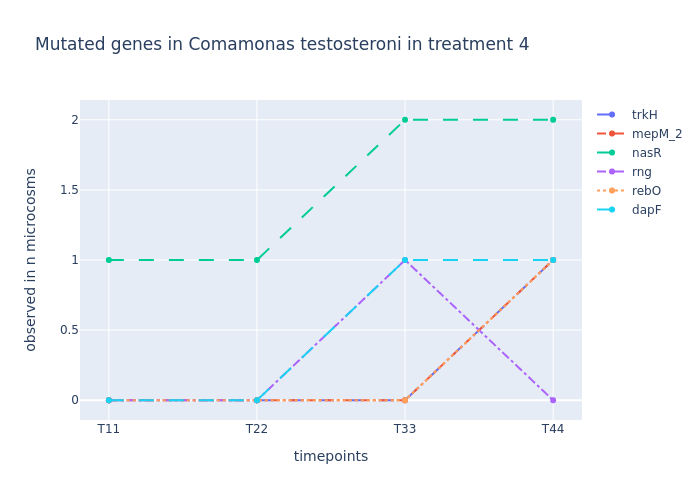 Mutated genes in Comamonas testosteroni in treatment 4
observed in n microcosms
2
1.5
1
0.5
0
T11
T22
T33
T44
timepoints
trkH
mepM_2
nasR
rng
rebO
dapF